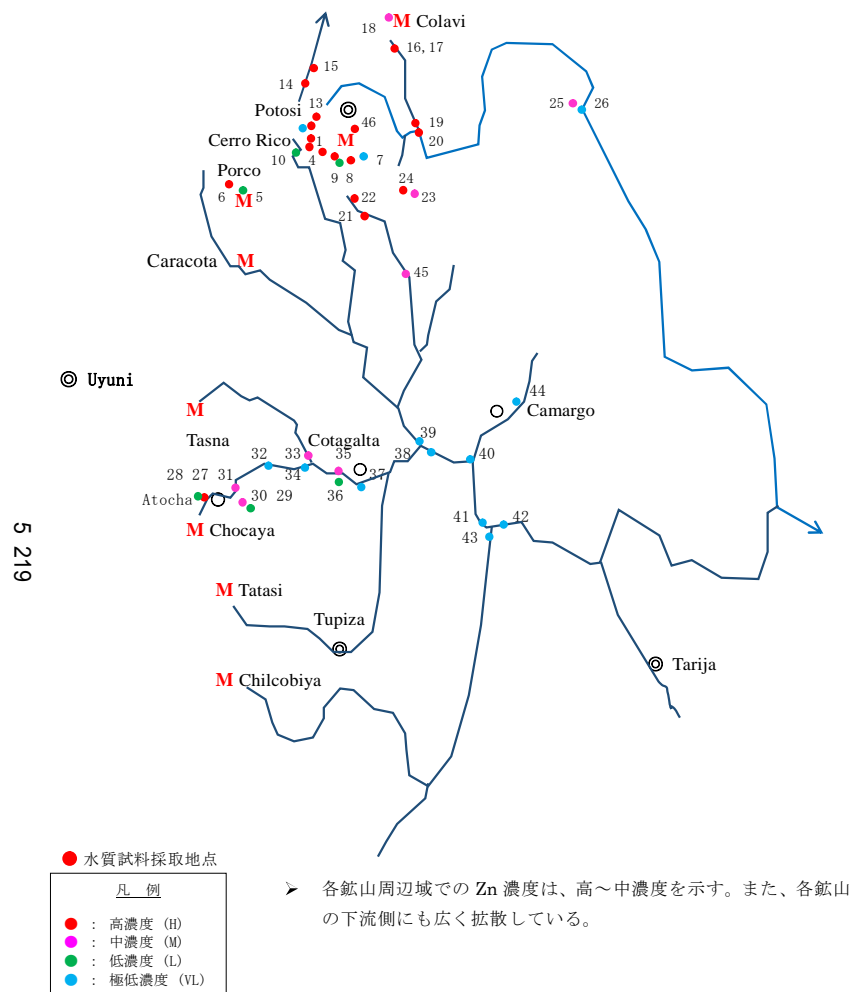 18
M Colavi
16, 17
15
14
Potosi
13
46
25
26
19
20
M
Cerro Rico
1
10
4
7
9 8
Porco
24
6
5
M
22
23
21
Caracota M
45
Uyuni
M
44
Camargo
Tasna
Cotagalta
39
32
33
35
38
40
28 27
31
34
37
36
Atocha
30 29
M Chocaya
41
42
43
5 219
M Tatasi
Tupiza
Tarija
M Chilcobiya
水質試料採取地点
凡 例
: 高濃度 (H)
: 中濃度 (M)
: 低濃度 (L)
: 極低濃度 (VL)
➢ 各鉱山周辺域での Zn 濃度は、高～中濃度を示す。また、各鉱山
の下流側にも広く拡散している。